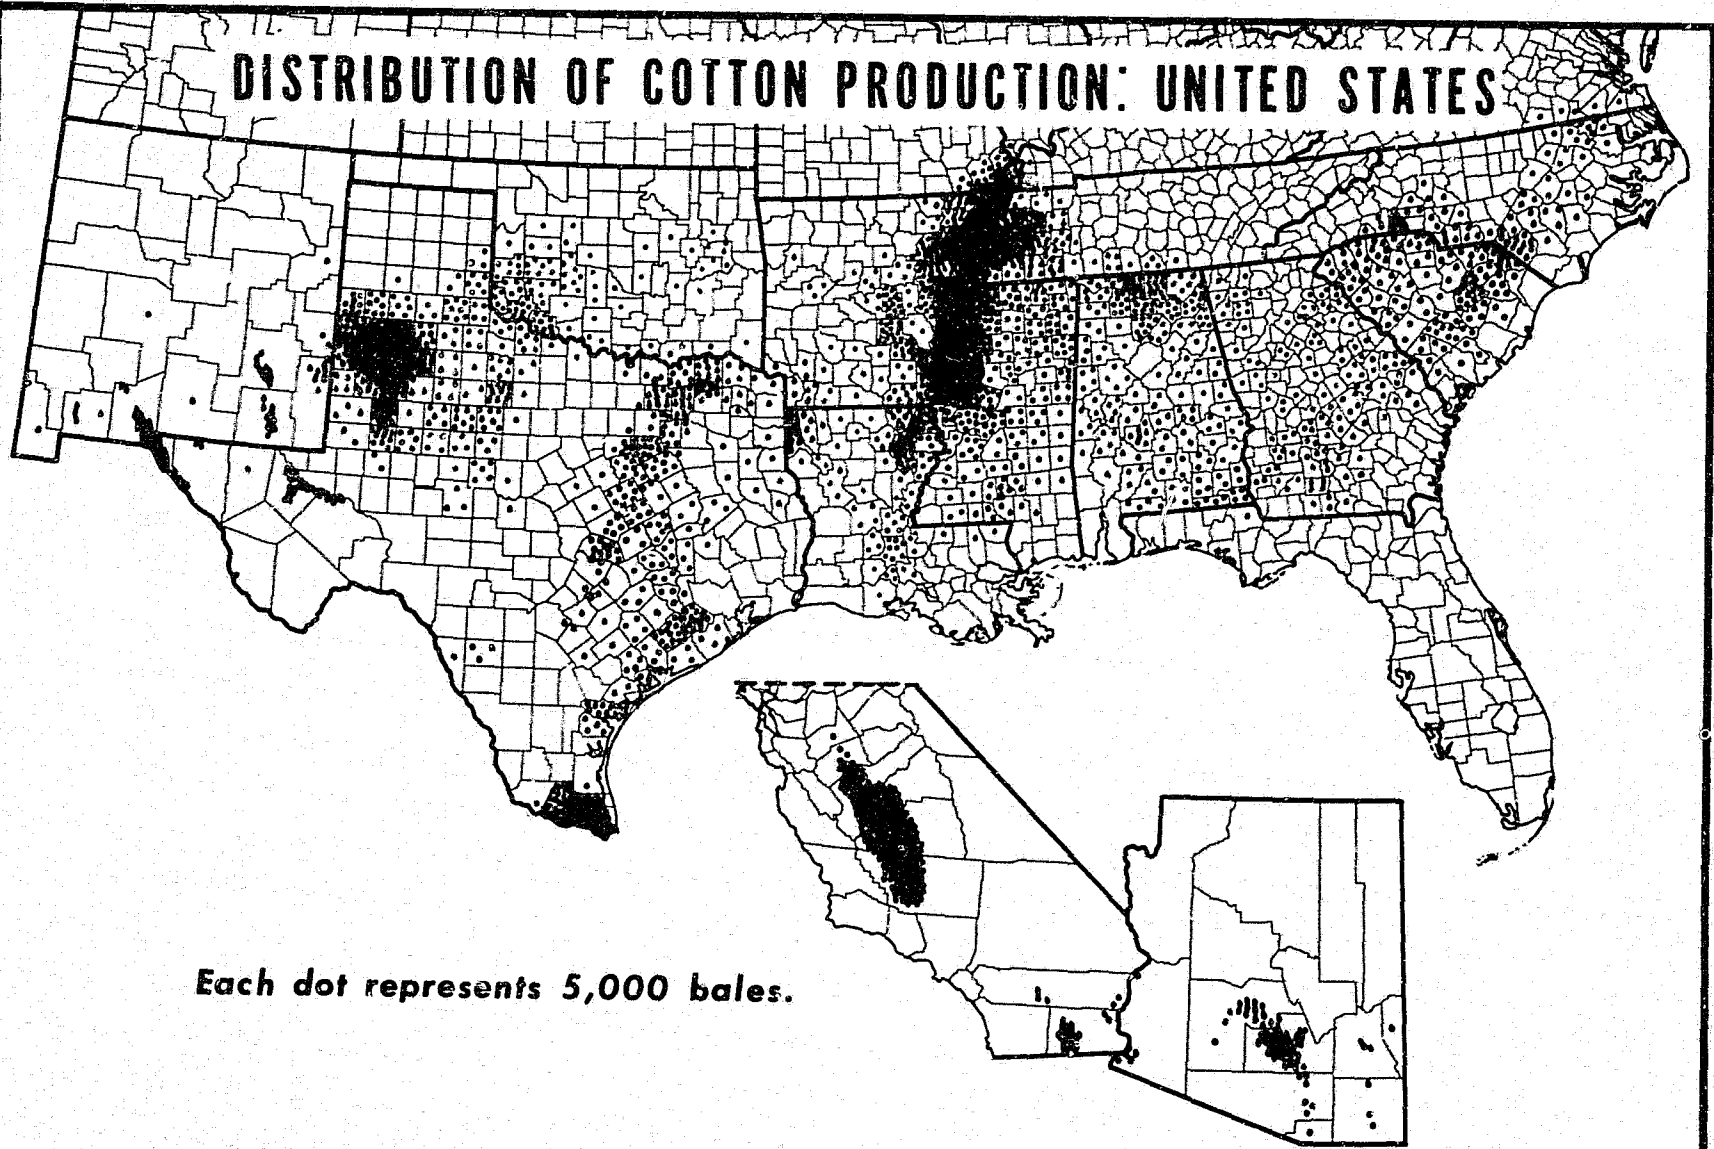 DISTRIBUTION OF COTTON PRODUCTION: UNITED STATES
Each dot represents 5,000 bales.